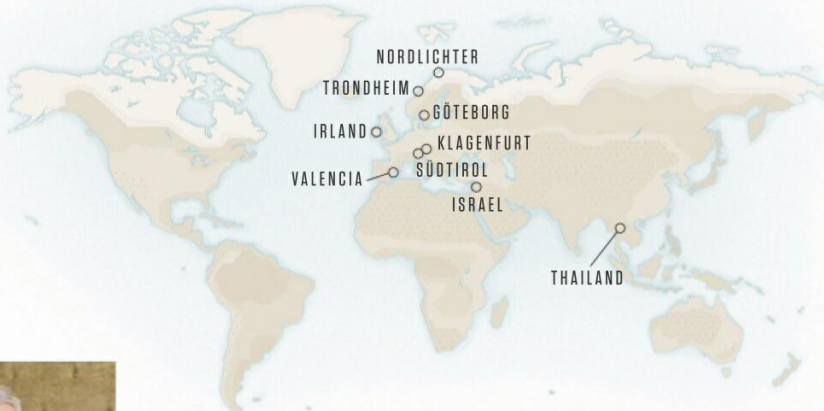 NORDLICHTER
TRONDHEIM
GÖTEBORG
IRLAND
KLAGENFURT
SÜDTIROL
VALENCIA
ISRAEL
THAILAND